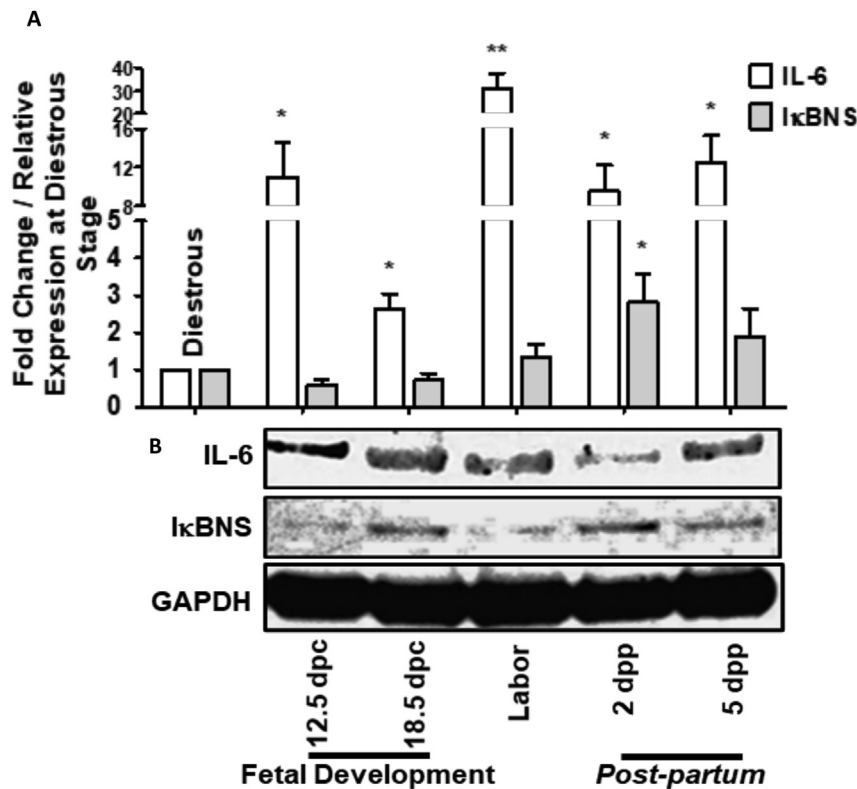 A
Fold Change / Relative
Expression at Diestrous
Stage
40
30
20
16
12
8
5
4
3
2
1
0
Diestrous
*
*
**
*
*
*
IL-6
IκBNS
B
IL-6
IκBNS
GAPDH
12.5 dpc
18.5 dpc
Labor
2 dpp
5 dpp
Fetal Development
Post-partum